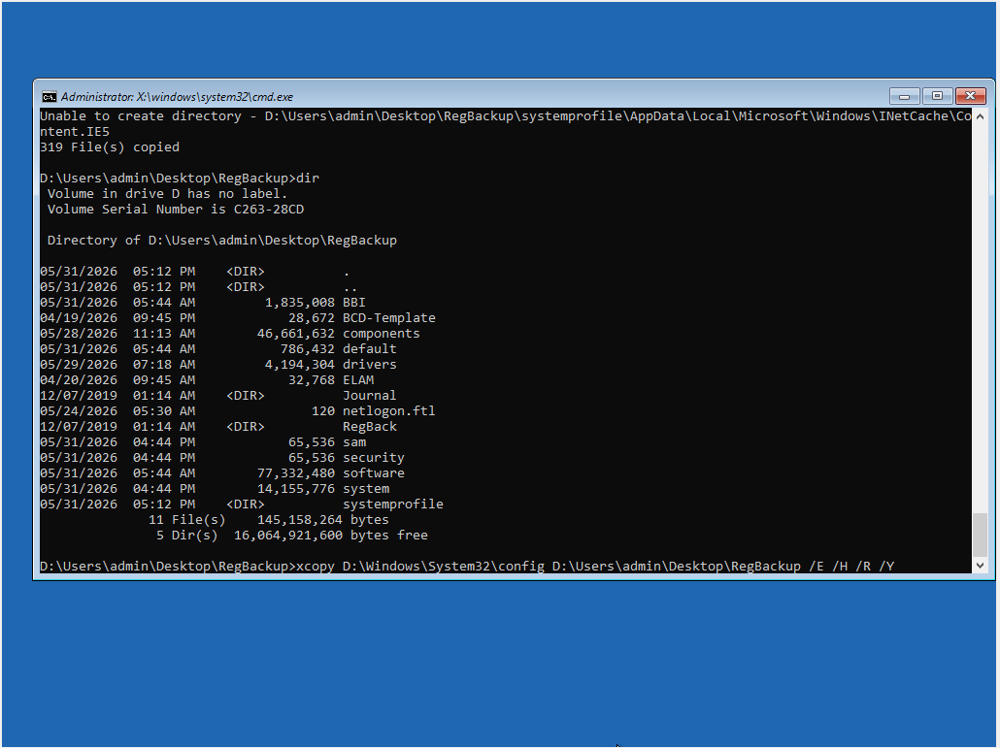 Administrator: X:\windows\system32\cmd.exe
Unable to create directory - D:\Users\admin\Desktop\RegBackup\systemprofile\AppData\Local\Microsoft\Windows\INetCache\Co
ntent.IE5
319 File(s) copied
D:\Users\admin\Desktop\RegBackup>dir
 Volume in drive D has no label.
 Volume Serial Number is C263-28CD
 Directory of D:\Users\admin\Desktop\RegBackup
05/31/2026  05:12 PM    <DIR>          .
05/31/2026  05:12 PM    <DIR>          ..
05/31/2026  05:44 AM         1,835,008 BBI
04/19/2026  09:45 PM            28,672 BCD-Template
05/28/2026  11:13 AM        46,661,632 components
05/31/2026  05:44 AM           786,432 default
05/29/2026  07:18 AM         4,194,304 drivers
04/20/2026  09:45 AM            32,768 ELAM
12/07/2019  01:14 AM    <DIR>          Journal
05/24/2026  05:30 AM               120 netlogon.ftl
12/07/2019  01:14 AM    <DIR>          RegBack
05/31/2026  04:44 PM            65,536 sam
05/31/2026  04:44 PM            65,536 security
05/31/2026  05:44 AM        77,332,480 software
05/31/2026  04:44 PM        14,155,776 system
05/31/2026  05:12 PM    <DIR>          systemprofile
              11 File(s)    145,158,264 bytes
               5 Dir(s)  16,064,921,600 bytes free
D:\Users\admin\Desktop\RegBackup>xcopy D:\Windows\System32\config D:\Users\admin\Desktop\RegBackup /E /H /R /Y